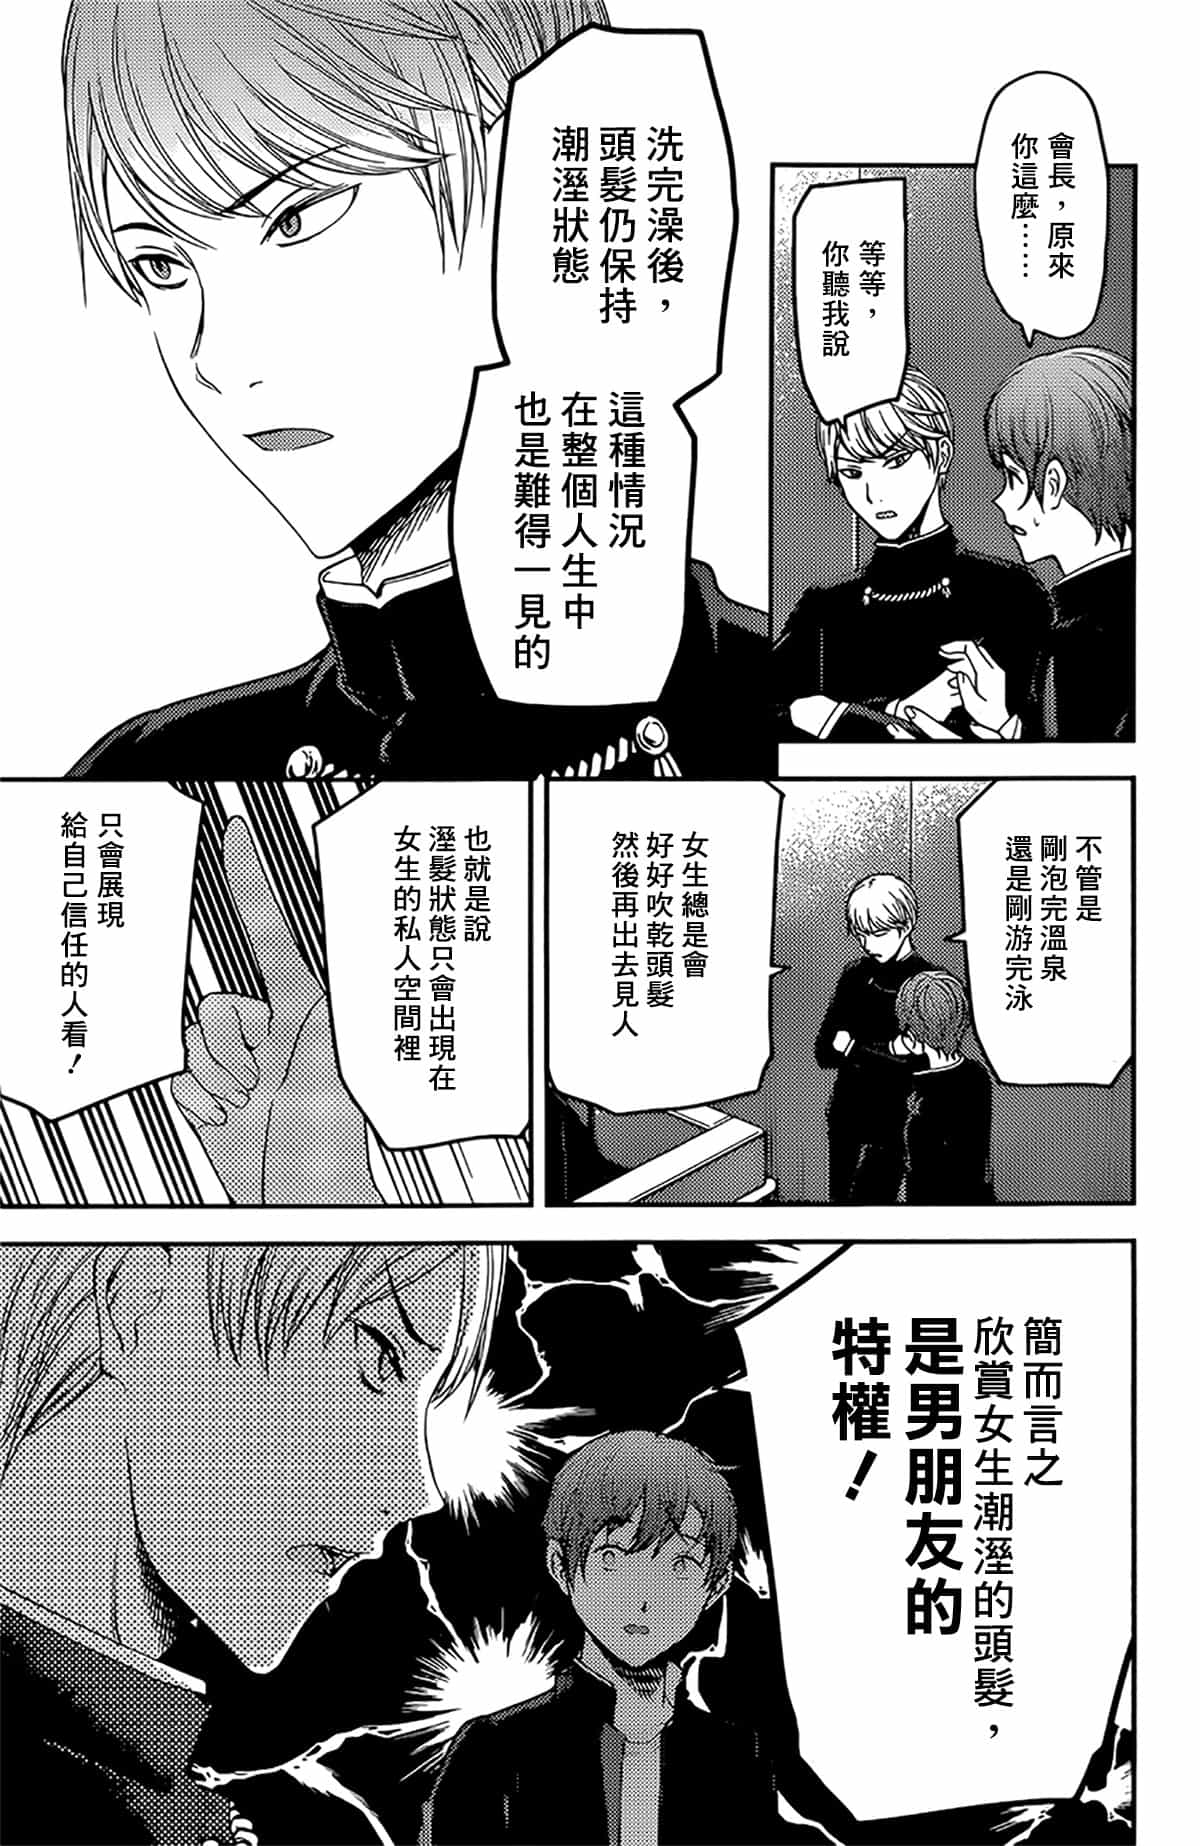 會長，原來
你這麼……
等等，
你聽我說
洗完澡後，
頭髮仍保持
潮溼狀態
這種情況
在整個人生中
也是難得一見的
不管是
剛泡完溫泉
還是剛游完泳
女生總是會
好好吹乾頭髮
然後再出去見人
也就是說
溼髮狀態只會出現在
女生的私人空間裡
只會展現
給自己信任的人看！
簡而言之
欣賞女生潮溼的頭髮，
是男朋友的
特權！